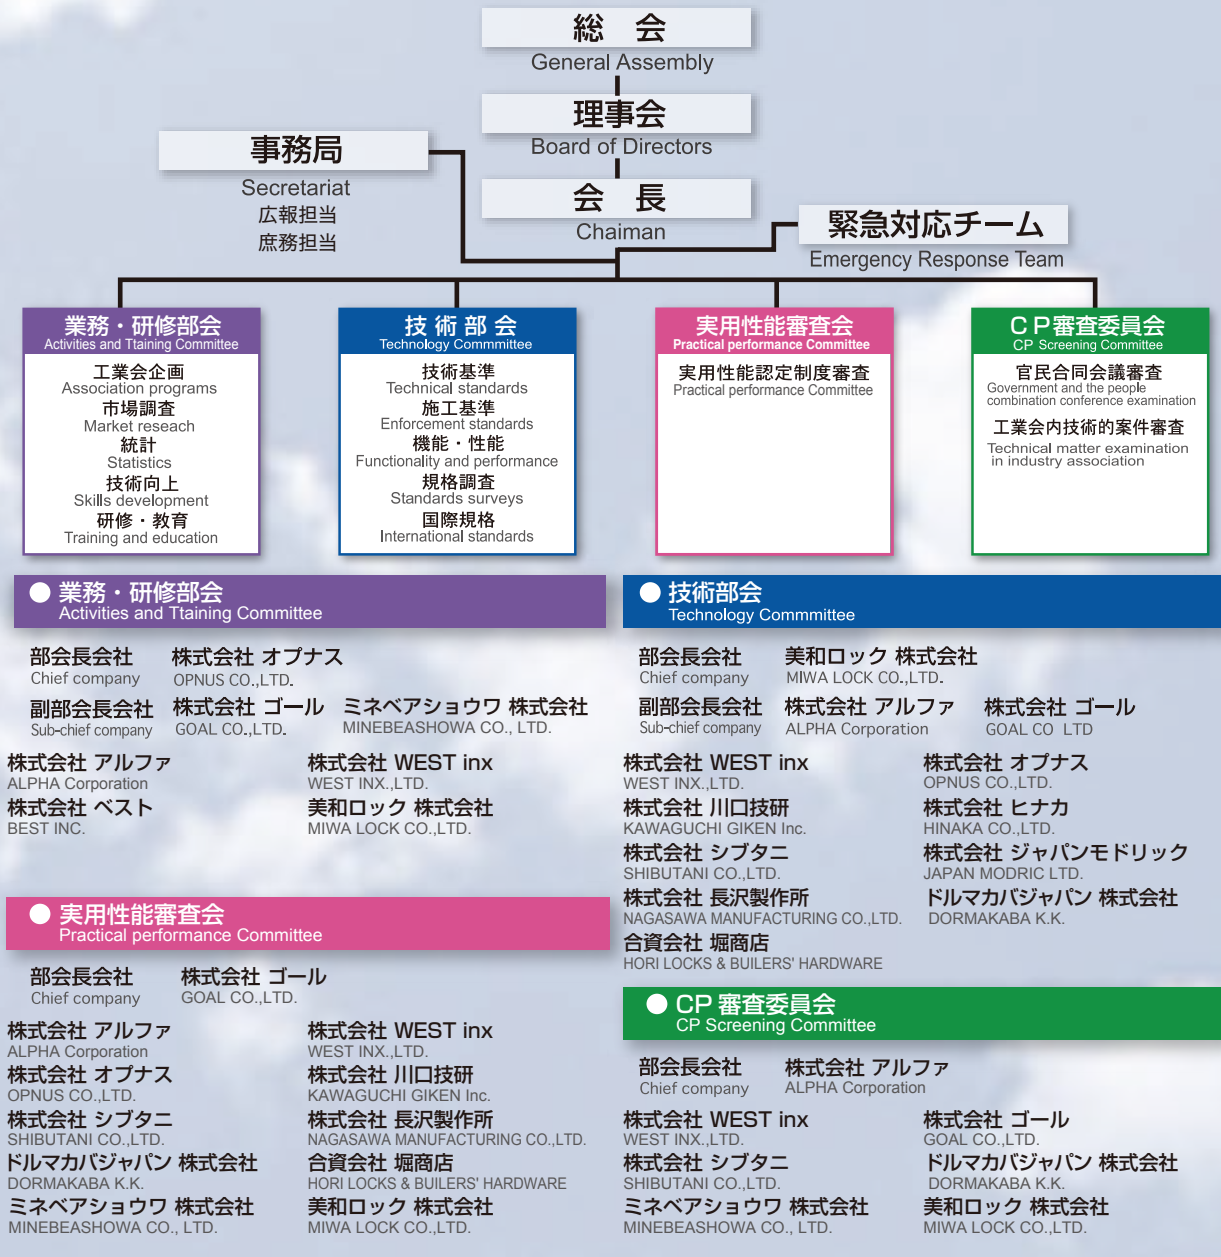 総 会
General Assembly
理事会
Board of Directors
事務局
Secretariat
広報担当
庶務担当
会 長
Chaiman
緊急対応チーム
Emergency Response Team
業務・研修部会
Activities and Ttaining Committee
工業会企画
Association programs
市場調査
Market reseach
統計
Statistics
技術向上
Skills development
研修・教育
Training and education
技 術 部 会
Technology Commmittee
技術基準
Technical standards
施工基準
Enforcement standards
機能・性能
Functionality and performance
規格調査
Standards surveys
国際規格
International standards
実用性能審査会
Practical performance Committee
実用性能認定制度審査
Practical performance Committee
ＣＰ審査委員会
CP Screening Committee
官民合同会議審査
Government and the people
combination conference examination
工業会内技術的案件審査
Technical matter examination
in industry association
● 業務・研修部会
Activities and Ttaining Committee
部会長会社 株式会社 オプナス
Chief company OPNUS CO.,LTD.
副部会長会社 株式会社 ゴール ミネベアショウワ 株式会社
Sub-chief company GOAL CO.,LTD. MINEBEASHOWA CO., LTD.
株式会社 アルファ 株式会社 WEST inx
ALPHA Corporation WEST INX.,LTD.
株式会社 ベスト 美和ロック 株式会社
BEST INC. MIWA LOCK CO.,LTD.
● 技術部会
Technology Commmittee
部会長会社 美和ロック 株式会社
Chief company MIWA LOCK CO.,LTD.
副部会長会社 株式会社 アルファ 株式会社 ゴール
Sub-chief company ALPHA Corporation GOAL CO LTD
株式会社 WEST inx 株式会社 オプナス
WEST INX.,LTD. OPNUS CO.,LTD.
株式会社 川口技研 株式会社 ヒナカ
KAWAGUCHI GIKEN Inc. HINAKA CO.,LTD.
株式会社 シブタニ 株式会社 ジャパンモドリック
SHIBUTANI CO.,LTD. JAPAN MODRIC LTD.
株式会社 長沢製作所 ドルマカバジャパン 株式会社
NAGASAWA MANUFACTURING CO.,LTD. DORMAKABA K.K.
合資会社 堀商店
HORI LOCKS & BUILERS' HARDWARE
● 実用性能審査会
Practical performance Committee
部会長会社 株式会社 ゴール
Chief company GOAL CO.,LTD.
株式会社 アルファ 株式会社 WEST inx
ALPHA Corporation WEST INX.,LTD.
株式会社 オプナス 株式会社 川口技研
OPNUS CO.,LTD. KAWAGUCHI GIKEN Inc.
株式会社 シブタニ 株式会社 長沢製作所
SHIBUTANI CO.,LTD. NAGASAWA MANUFACTURING CO.,LTD.
ドルマカバジャパン 株式会社 合資会社 堀商店
DORMAKABA K.K. HORI LOCKS & BUILERS' HARDWARE
ミネベアショウワ 株式会社 美和ロック 株式会社
MINEBEASHOWA CO., LTD. MIWA LOCK CO.,LTD.
● CP 審査委員会
CP Screening Committee
部会長会社 株式会社 アルファ
Chief company ALPHA Corporation
株式会社 WEST inx 株式会社 ゴール
WEST INX.,LTD. GOAL CO.,LTD.
株式会社 シブタニ ドルマカバジャパン 株式会社
SHIBUTANI CO.,LTD. DORMAKABA K.K.
ミネベアショウワ 株式会社 美和ロック 株式会社
MINEBEASHOWA CO., LTD. MIWA LOCK CO.,LTD.